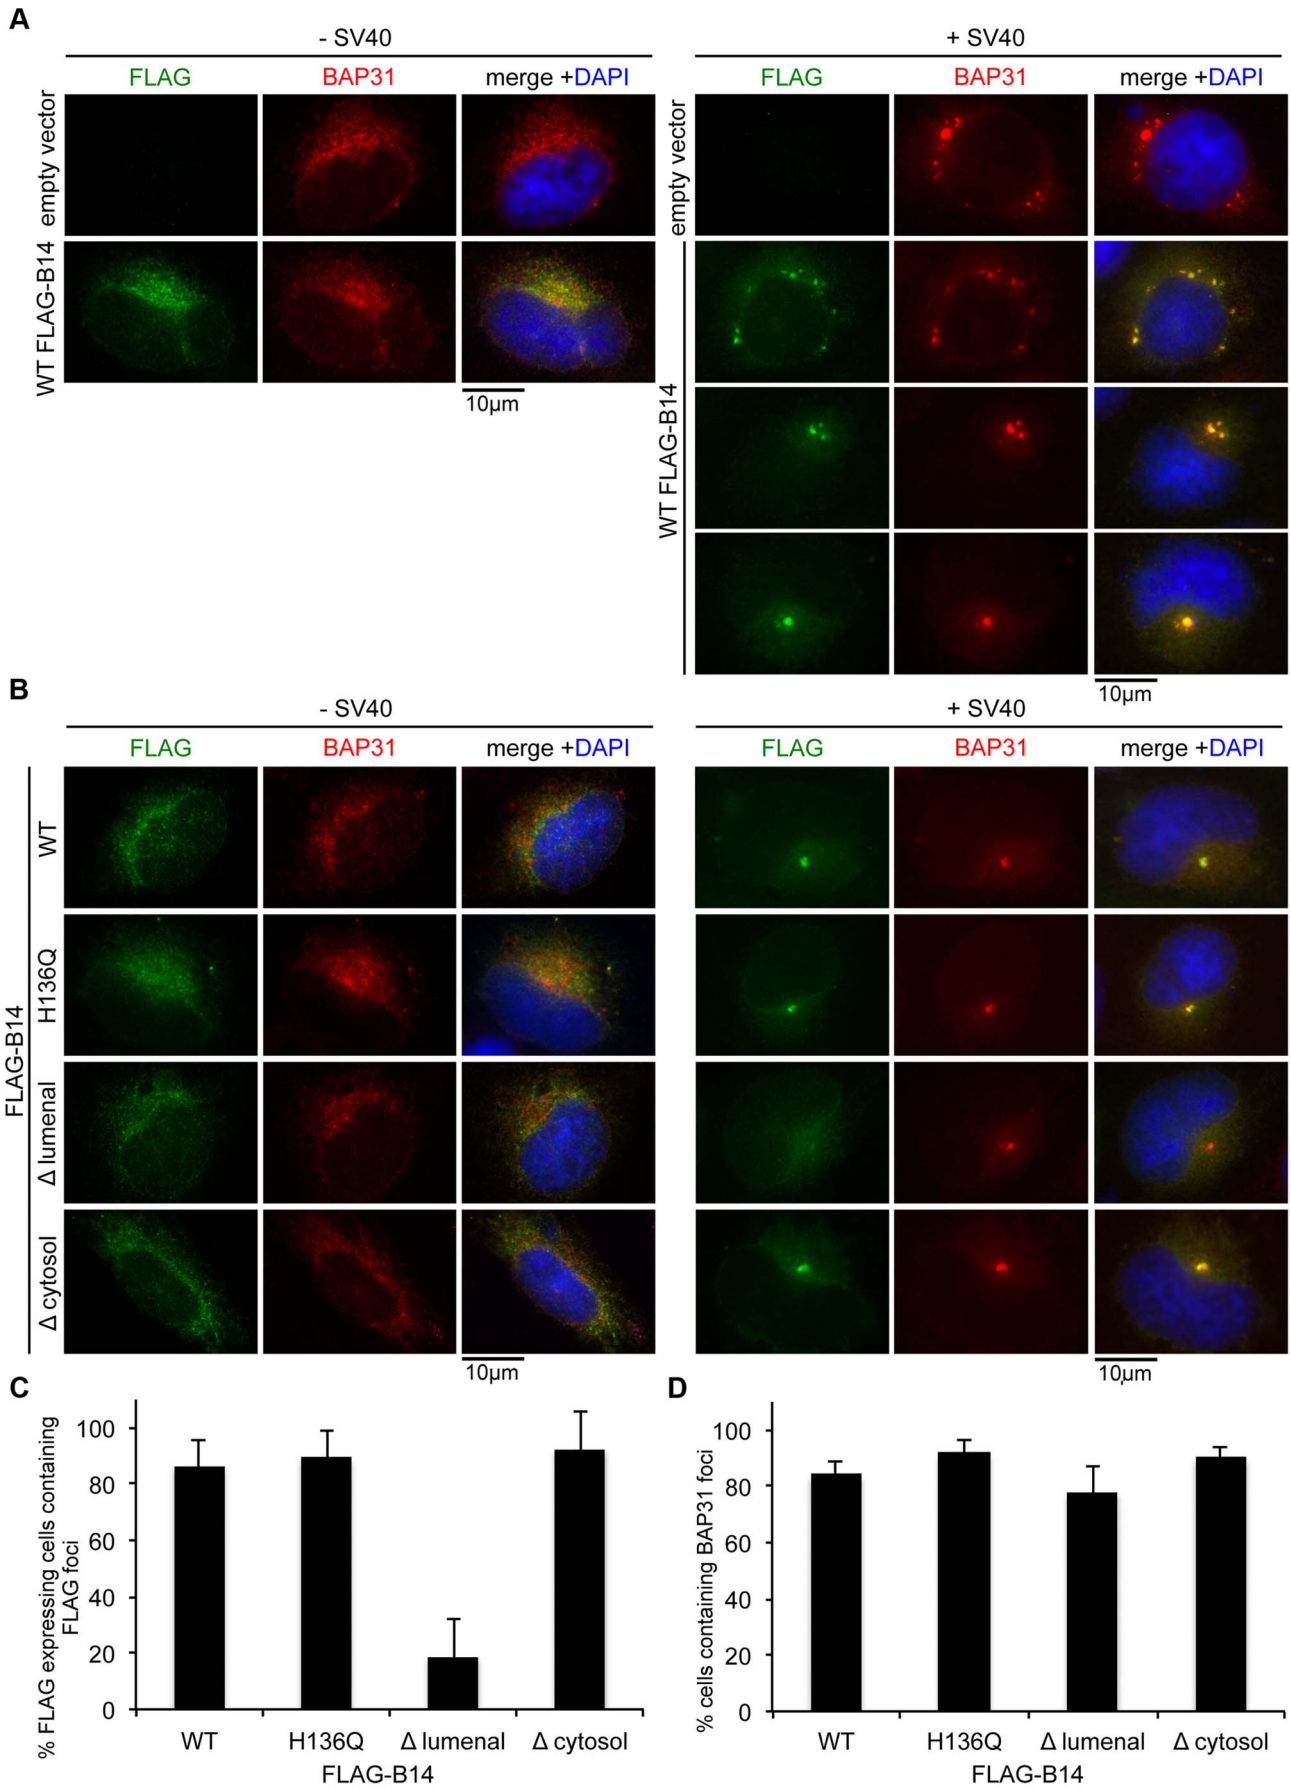 A
- SV40
+ SV40
FLAG BAP31 merge +DAPI
FLAG BAP31 merge +DAPI
empty vector
empty vector
WT FLAG-B14
WT FLAG-B14
10µm
10µm
B
- SV40
+ SV40
FLAG BAP31 merge +DAPI
FLAG BAP31 merge +DAPI
FLAG-B14
WT
H136Q
Δ lumenal
Δ cytosol
10µm
10µm
C
% FLAG expressing cells containing
FLAG foci
100
80
60
40
20
0
WT H136Q Δ lumenal Δ cytosol
FLAG-B14
D
% cells containing BAP31 foci
100
80
60
40
20
0
WT H136Q Δ lumenal Δ cytosol
FLAG-B14